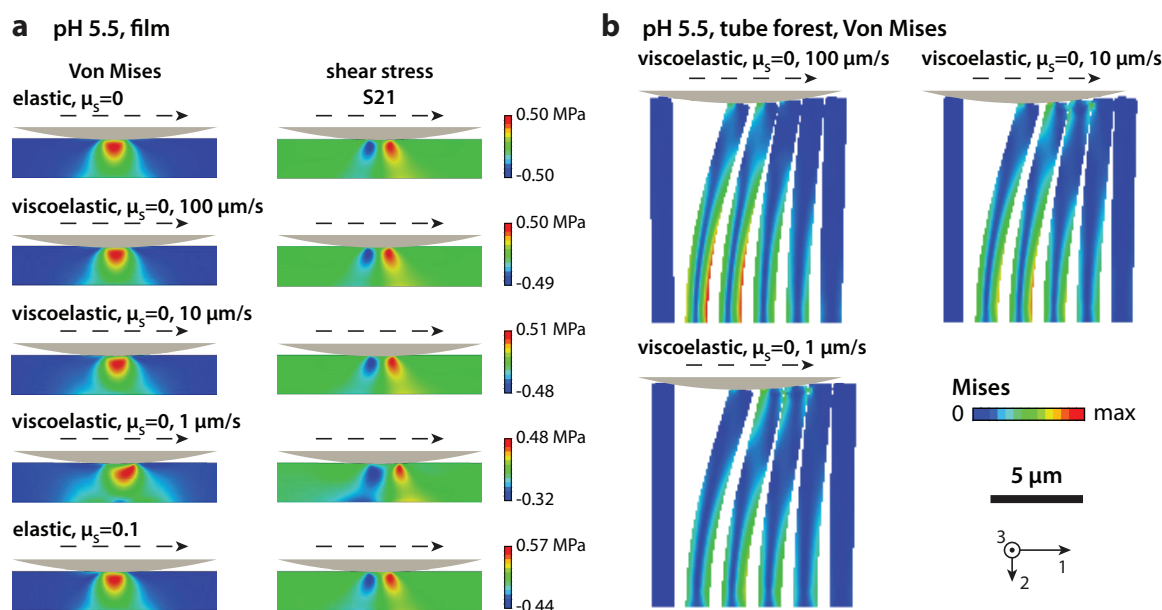 a pH 5.5, film
Von Mises
shear stress
S21
elastic, μs=0
0.50 MPa
-0.50
viscoelastic, μs=0, 100 μm/s
0.50 MPa
-0.49
viscoelastic, μs=0, 10 μm/s
0.51 MPa
-0.48
viscoelastic, μs=0, 1 μm/s
0.48 MPa
-0.32
elastic, μs=0.1
0.57 MPa
-0.44
b pH 5.5, tube forest, Von Mises
viscoelastic, μs=0, 100 μm/s
viscoelastic, μs=0, 10 μm/s
viscoelastic, μs=0, 1 μm/s
Mises
0 max
5 μm
3
1
2